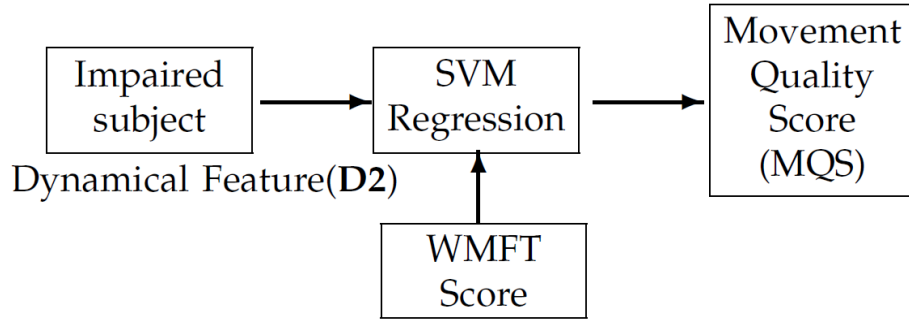 Impaired
subject
Dynamical Feature(D2)
SVM
Regression
WMFT
Score
Movement
Quality
Score
(MQS)